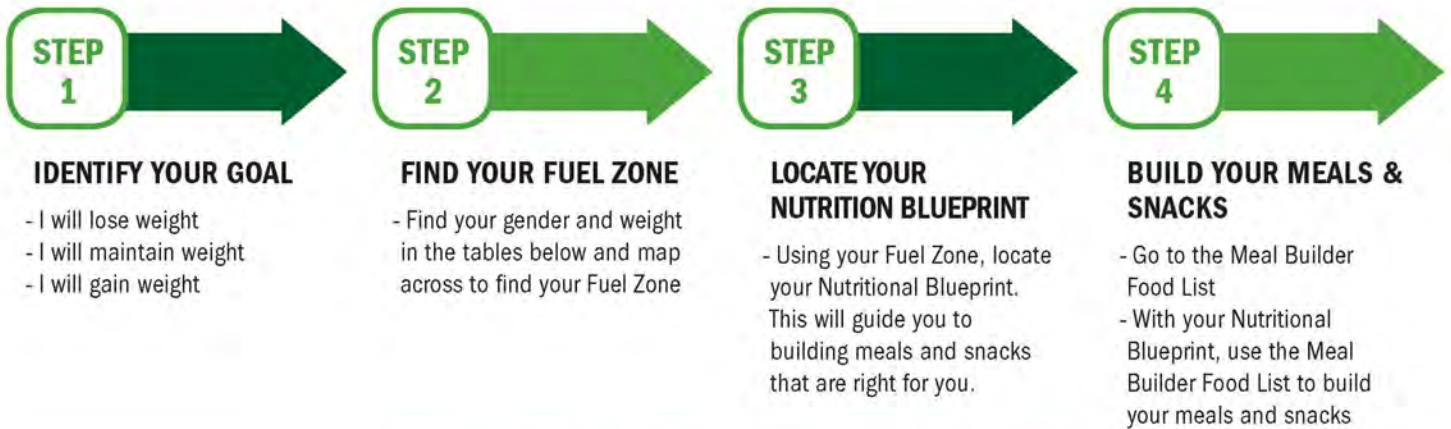 STEP
1
IDENTIFY YOUR GOAL
- I will lose weight
- I will maintain weight
- I will gain weight
STEP
2
FIND YOUR FUEL ZONE
- Find your gender and weight
in the tables below and map
across to find your Fuel Zone
STEP
3
LOCATE YOUR
NUTRITION BLUEPRINT
- Using your Fuel Zone, locate
your Nutritional Blueprint.
This will guide you to
building meals and snacks
that are right for you.
STEP
4
BUILD YOUR MEALS &
SNACKS
- Go to the Meal Builder
Food List
- With your Nutritional
Blueprint, use the Meal
Builder Food List to build
your meals and snacks